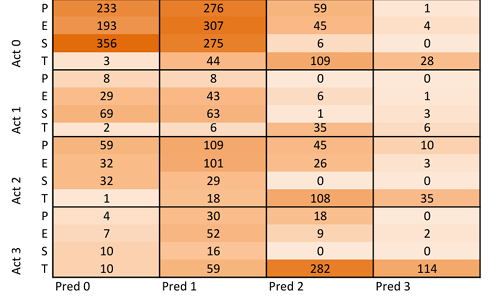 P 233 276 59 1
E 193 307 45 4
S 356 275 6 0
T 3 44 109 28
Act 0
P 8 8 0 0
E 29 43 6 1
S 69 63 1 3
T 2 6 35 6
Act 1
P 59 109 45 10
E 32 101 26 3
S 32 29 0 0
T 1 18 108 35
Act 2
P 4 30 18 0
E 7 52 9 2
S 10 16 0 0
T 10 59 282 114
Act 3
Pred 0 Pred 1 Pred 2 Pred 3